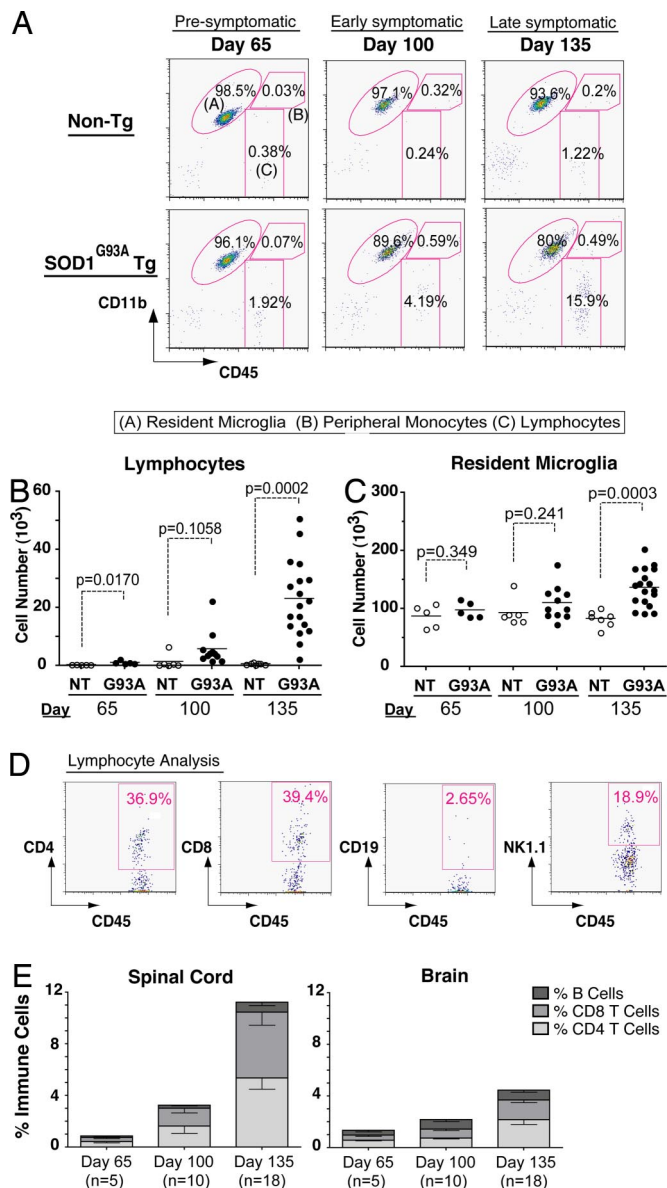 A
Pre-symptomatic
Day 65
Early symptomatic
Day 100
Late symptomatic
Day 135
Non-Tg
98.5% 0.03%
(A)
(B)
0.38%
(C)
97.1% 0.32%
0.24%
93.6% 0.2%
1.22%
SOD1 G93A Tg
96.1% 0.07%
1.92%
89.6% 0.59%
4.19%
80% 0.49%
15.9%
CD11b
CD45
(A) Resident Microglia (B) Peripheral Monocytes (C) Lymphocytes
B
Lymphocytes
Cell Number (10³)
60
40
20
0
p=0.0170
p=0.1058
p=0.0002
NT G93A NT G93A NT G93A
Day 65 100 135
C
Resident Microglia
Cell Number (10³)
300
200
100
0
p=0.349
p=0.241
p=0.0003
NT G93A NT G93A NT G93A
Day 65 100 135
D
Lymphocyte Analysis
36.9%
CD4
CD45
39.4%
CD8
CD45
2.65%
CD19
CD45
18.9%
NK1.1
CD45
E
Spinal Cord
% Immune Cells
12
8
4
0
Day 65 Day 100 Day 135
(n=5) (n=10) (n=18)
Brain
12
8
4
0
Day 65 Day 100 Day 135
(n=5) (n=10) (n=18)
% B Cells
% CD8 T Cells
% CD4 T Cells